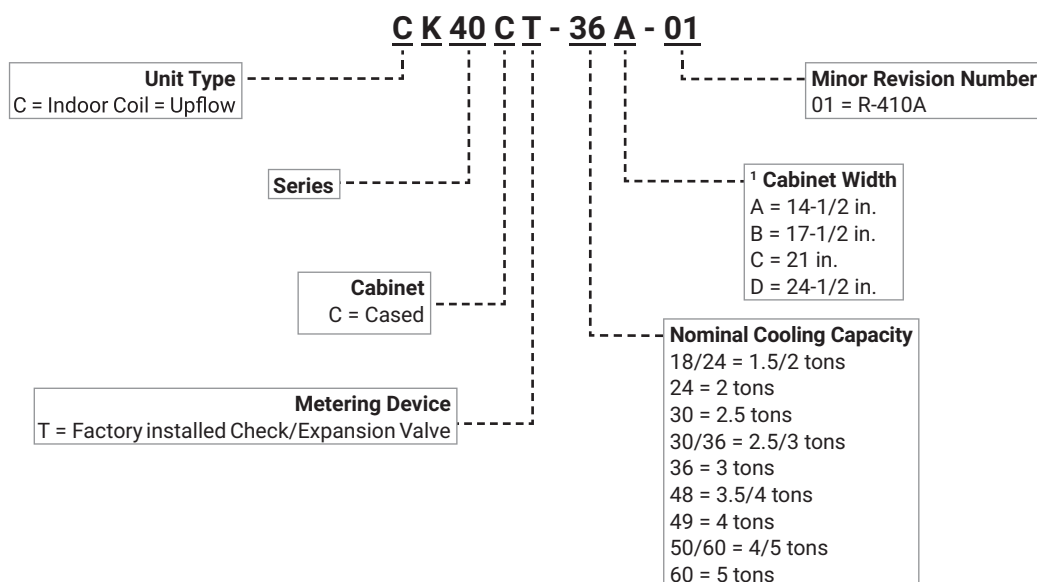 C K 40 C T - 36 A - 01
Unit Type
C = Indoor Coil = Upflow
Minor Revision Number
01 = R-410A
Series
¹ Cabinet Width
A = 14-1/2 in.
B = 17-1/2 in.
C = 21 in.
D = 24-1/2 in.
Cabinet
C = Cased
Nominal Cooling Capacity
18/24 = 1.5/2 tons
24 = 2 tons
30 = 2.5 tons
30/36 = 2.5/3 tons
36 = 3 tons
48 = 3.5/4 tons
49 = 4 tons
50/60 = 4/5 tons
60 = 5 tons
Metering Device
T = Factory installed Check/Expansion Valve